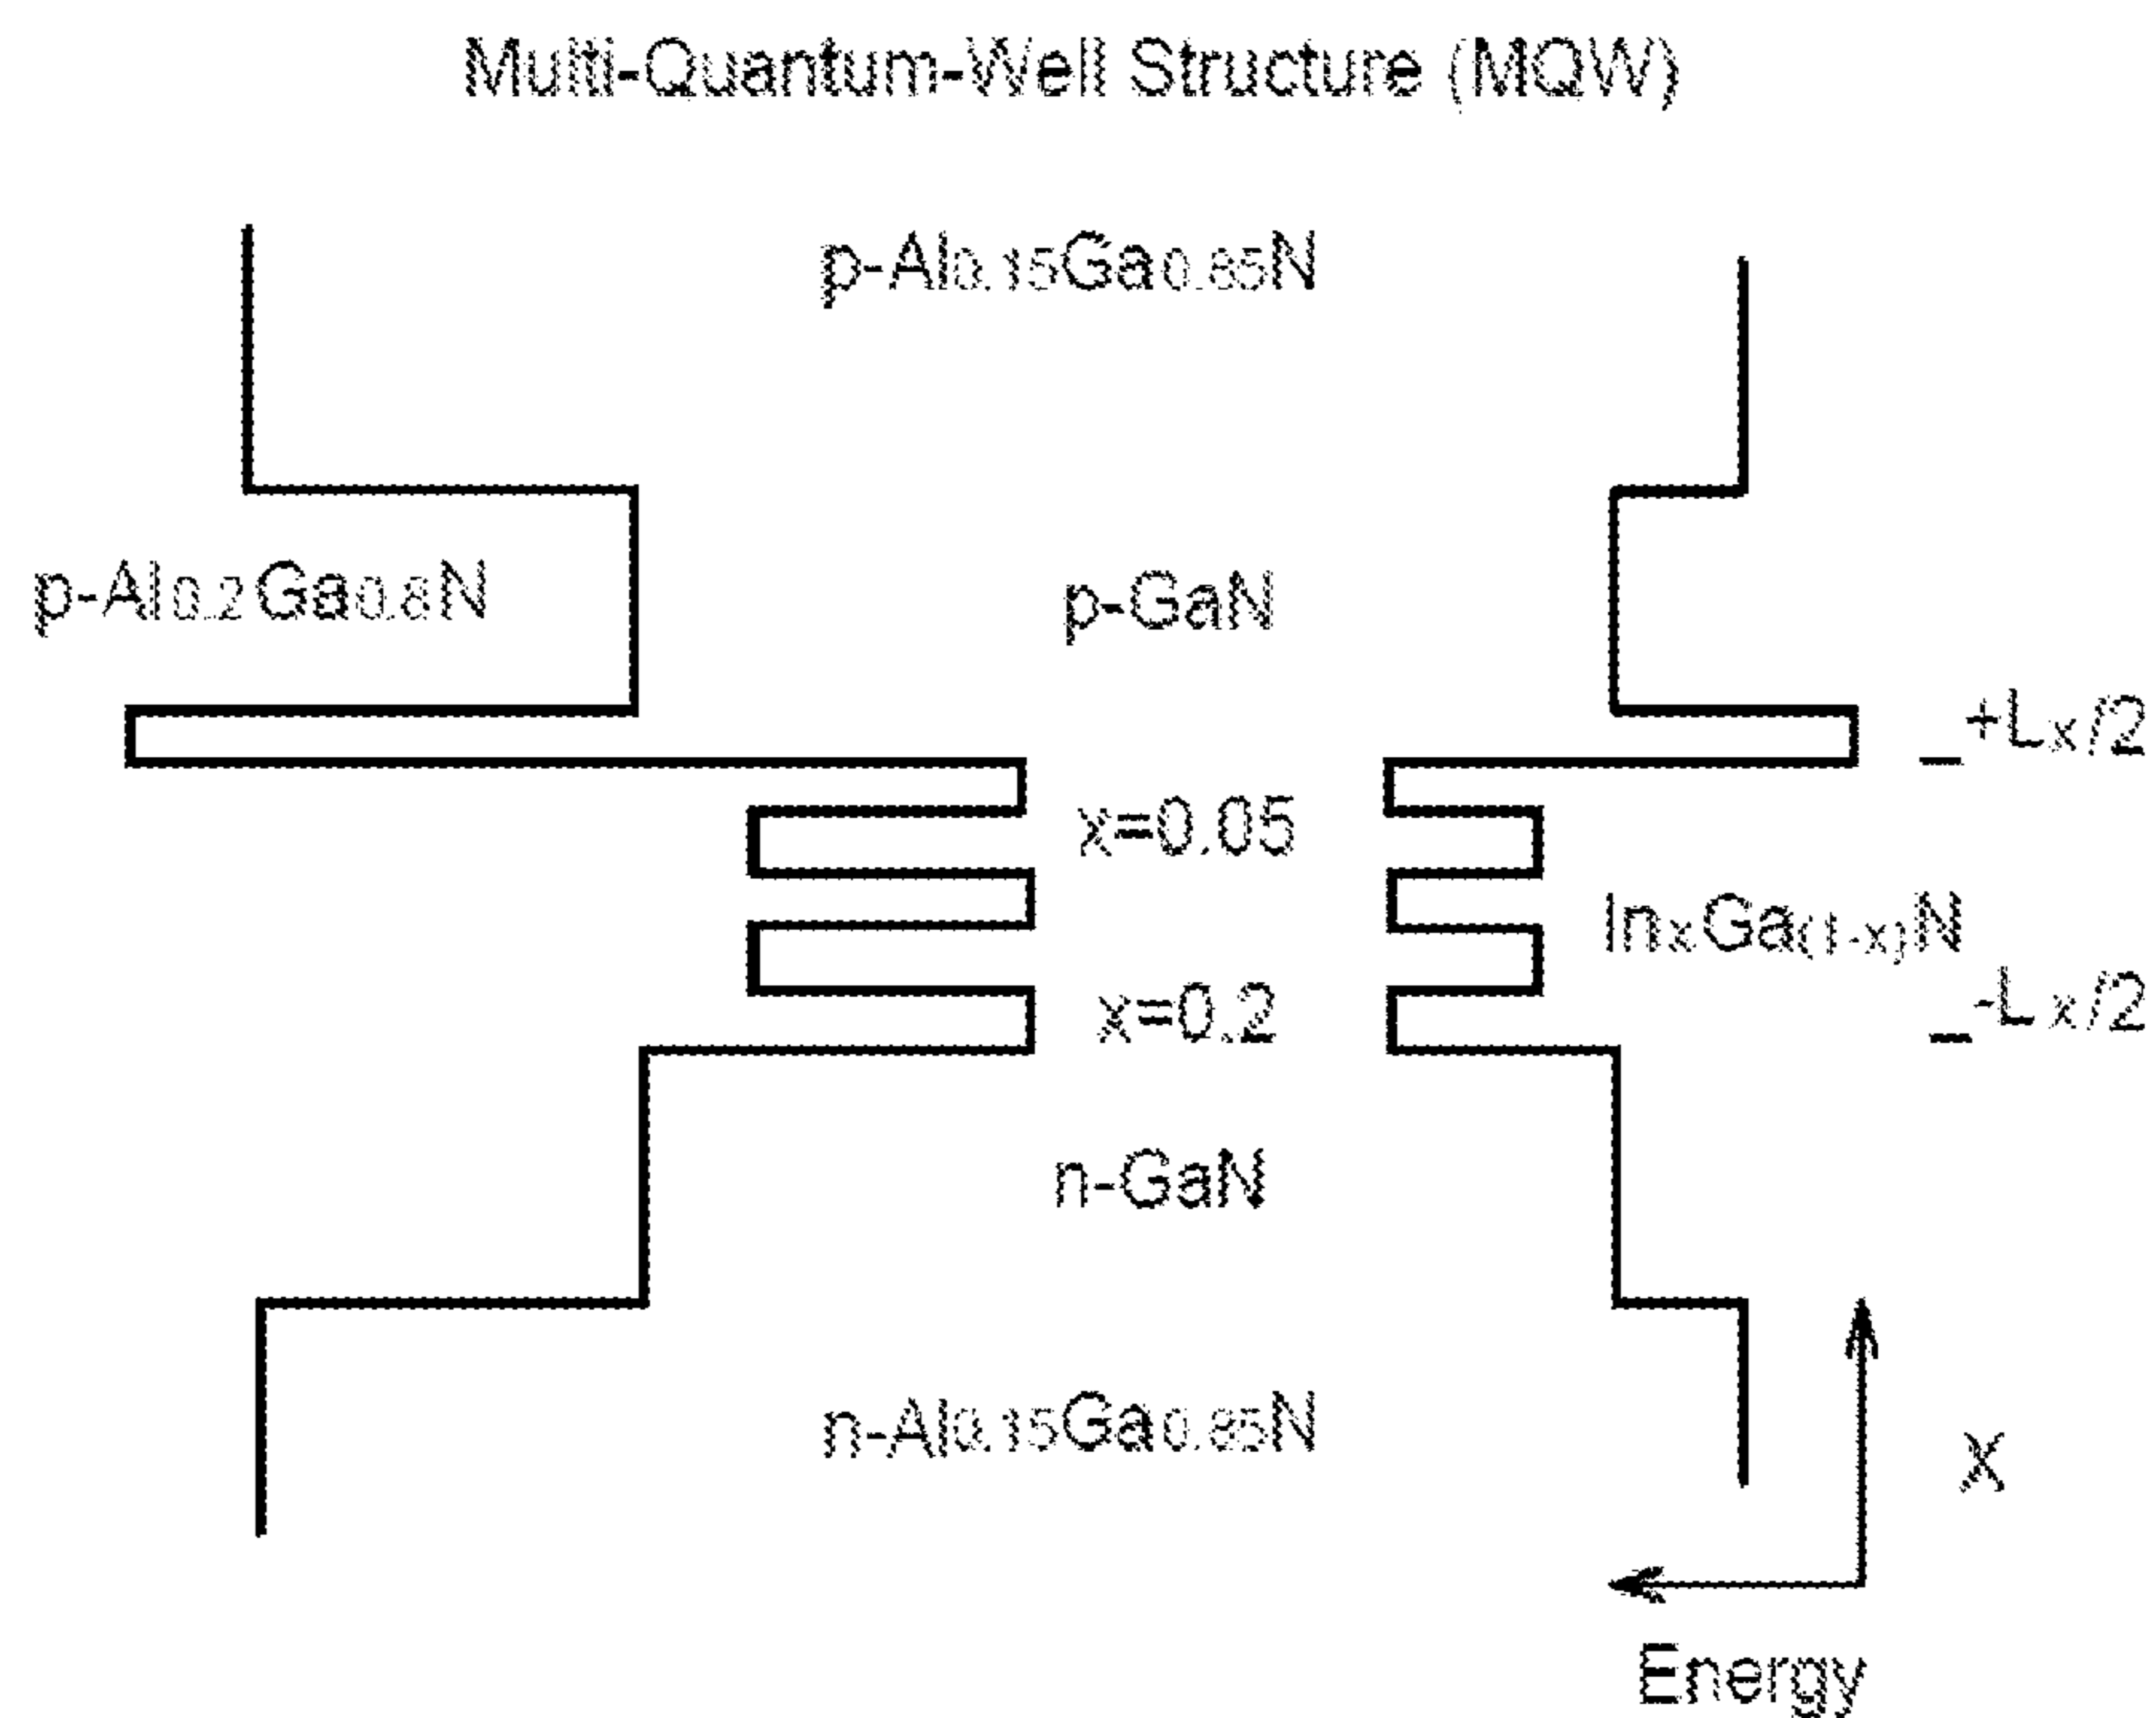 Multi-Quantum-Well Structure (MQW)
p-Al0.15Ga0.85N
p-Al0.2Ga0.8N
p-GaN
+Lx/2
x=0.05
InxGa(1-x)N
x=0.2
-Lx/2
n-GaN
n-Al0.15Ga0.85N
X
Energy